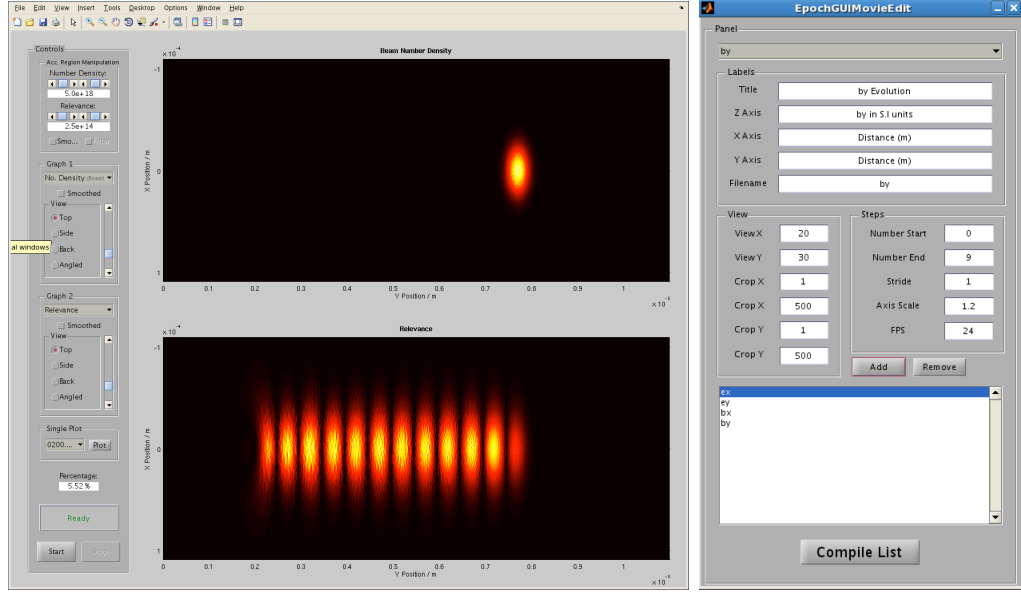 File Edit View Insert Tools Desktop Options Window Help
Controls
Acc. Region Manipulation
Number Density:
5.0e+18
Relevance:
2.5e+14
Smo...
Graph 1
No. Density
Smoothed
View
Top
Side
Back
Angled
al windows
Graph 2
Relevance
Smoothed
View
Top
Side
Back
Angled
Single Plot
0200.... Plot
Percentage:
5.52 %
Ready
Start Stop
Beam Number Density
× 10⁻⁴
-1
0
1
X Position / m
0 0.1 0.2 0.3 0.4 0.5 0.6 0.7 0.8 0.9 1
Y Position / m
Relevance
× 10⁻⁴
-1
0
1
X Position / m
0 0.1 0.2 0.3 0.4 0.5 0.6 0.7 0.8 0.9 1
Y Position / m
EpochGUIMovieEdit
Panel
by
Labels
Title by Evolution
Z Axis by in S.I units
X Axis Distance (m)
Y Axis Distance (m)
Filename by
View
View X 20
View Y 30
Crop X 1
Crop X 500
Crop Y 1
Crop Y 500
Steps
Number Start 0
Number End 9
Stride 1
Axis Scale 1.2
FPS 24
Add Remove
ex
ey
bx
by
Compile List